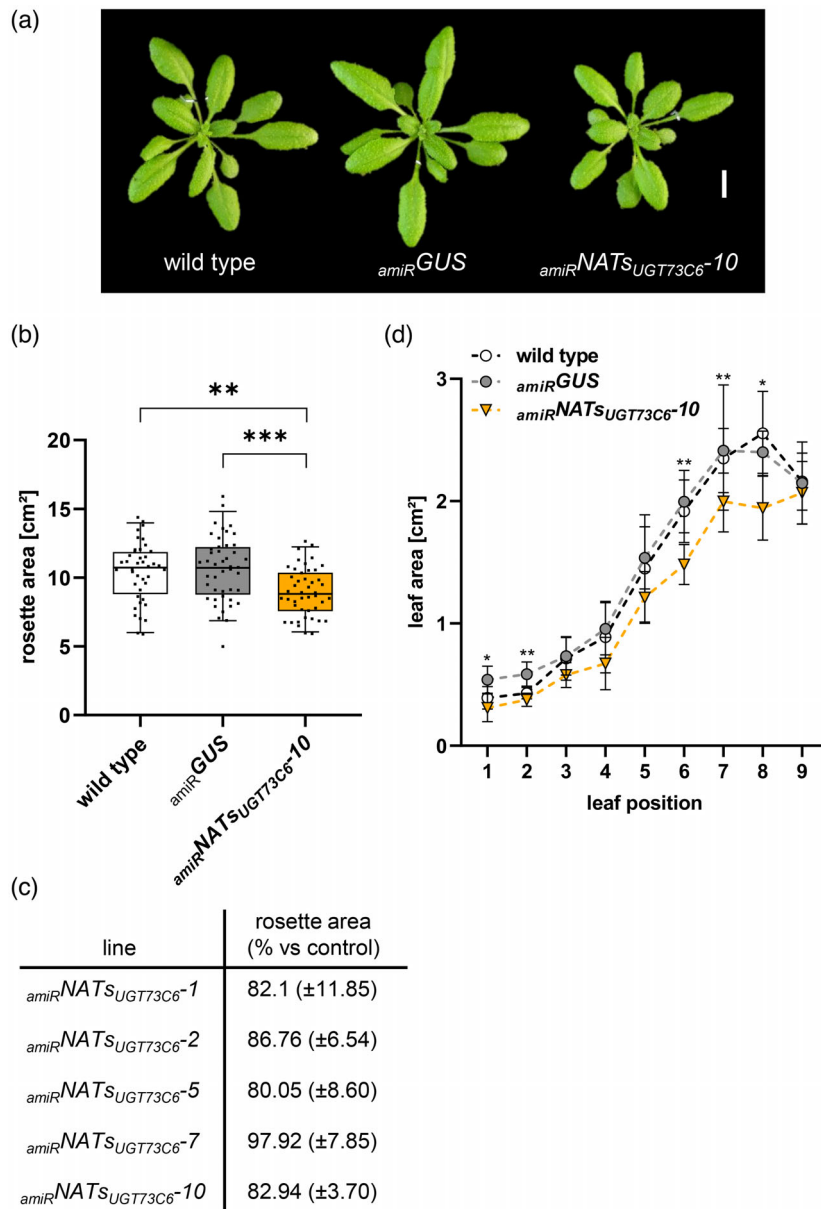 (a)
wild type
amiRGUS
amiRNATsUGT73C6-10
(b)
**
***
rosette area [cm²]
20
15
10
5
0
wild type
amiRGUS
amiRNATsUGT73C6-10
(c)
line
rosette area
(% vs control)
amiRNATsUGT73C6-1 82.1 (±11.85)
amiRNATsUGT73C6-2 86.76 (±6.54)
amiRNATsUGT73C6-5 80.05 (±8.60)
amiRNATsUGT73C6-7 97.92 (±7.85)
amiRNATsUGT73C6-10 82.94 (±3.70)
(d)
wild type
amiRGUS
amiRNATsUGT73C6-10
leaf area [cm²]
3
2
1
0
* ** ** ** *
1 2 3 4 5 6 7 8 9
leaf position